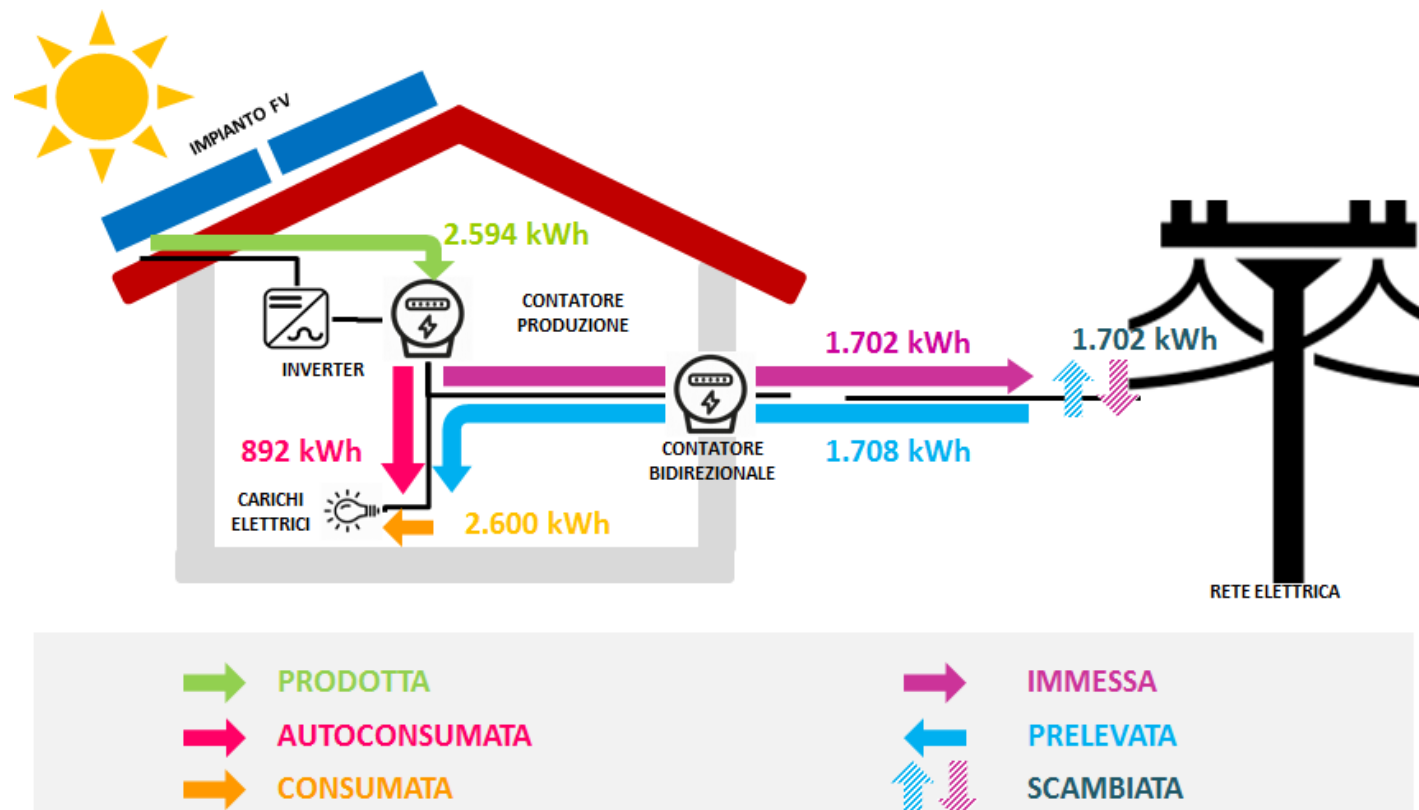 IMPIANTO FV
2.594 kWh
CONTATORE
PRODUZIONE
INVERTER
1.702 kWh
1.702 kWh
892 kWh
CONTATORE
BIDIREZIONALE
1.708 kWh
CARICHI
ELETTRICI
2.600 kWh
RETE ELETTRICA
PRODOTTA
IMMESSA
AUTOCONSUMATA
PRELEVATA
CONSUMATA
SCAMBIATA